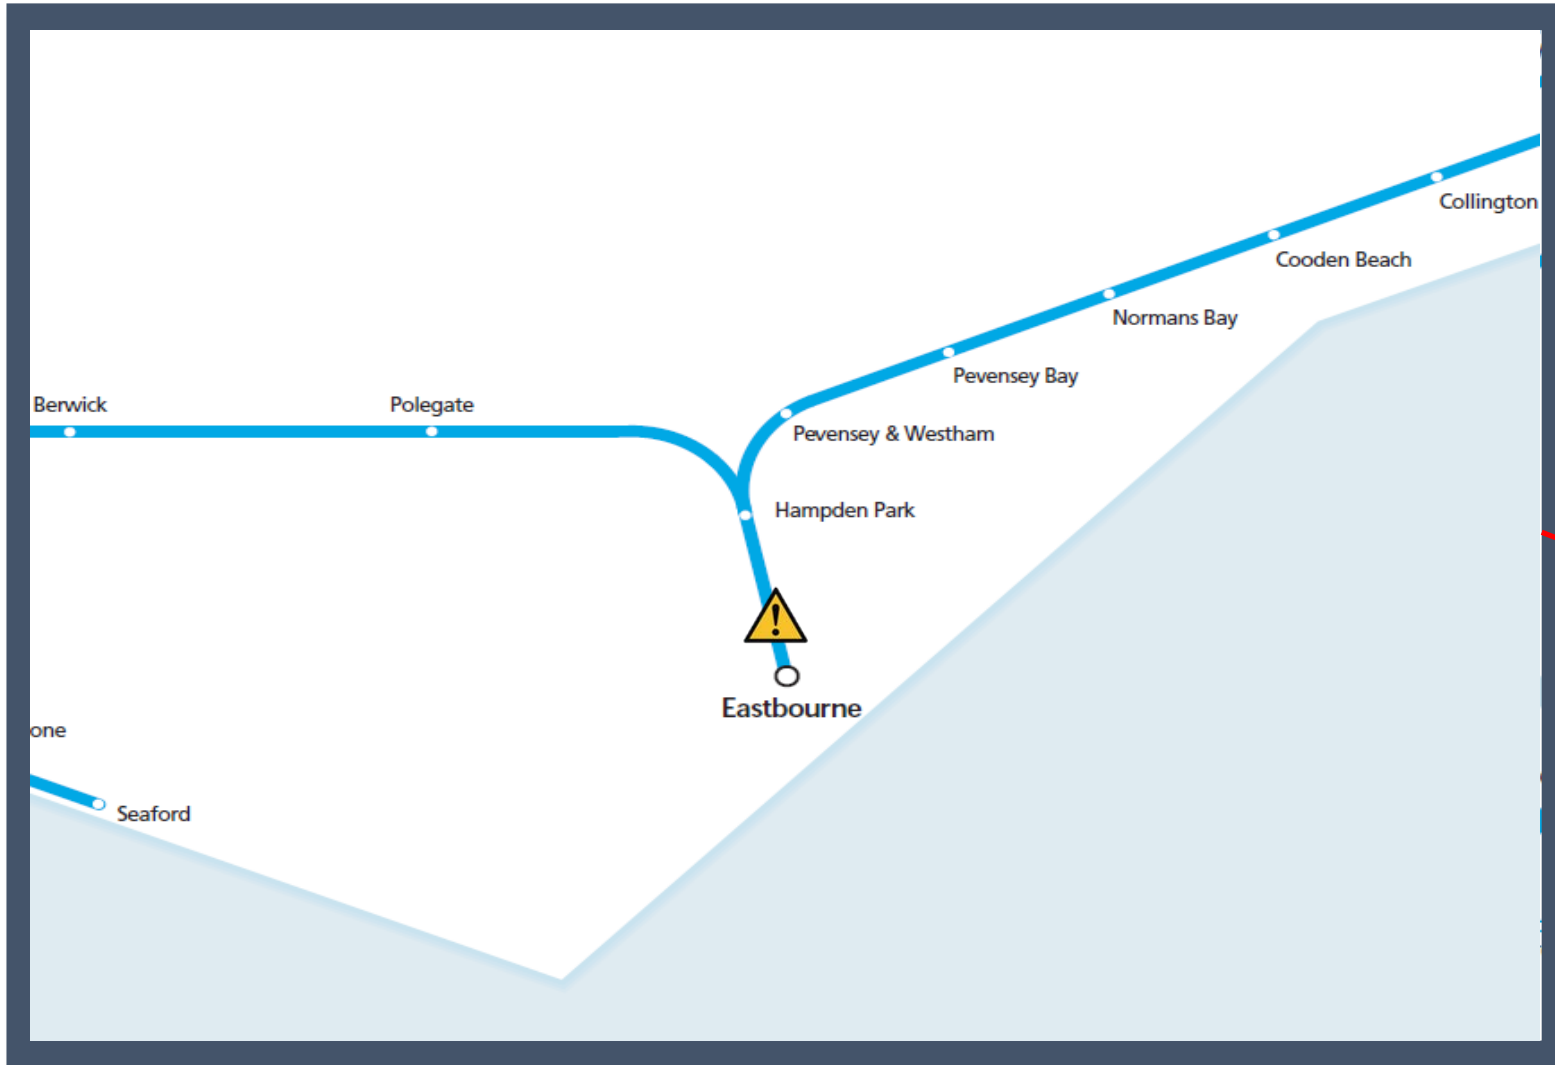 Collington
Cooden Beach
Normans Bay
Pevensey Bay
Berwick
Polegate
Pevensey & Westham
Hampden Park
!
Eastbourne
one
Seaford